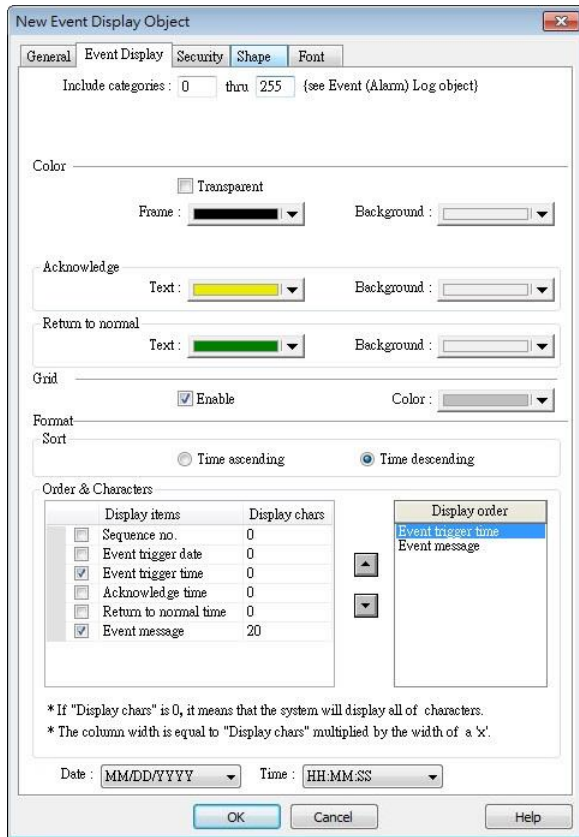 New Event Display Object
General Event Display Security Shape Font
Include categories : 0 thru 255 {see Event (Alarm) Log object}
Color
Transparent
Frame : Background :
Acknowledge
Text : Background :
Return to normal
Text : Background :
Grid
Enable Color :
Format
Sort
Time ascending Time descending
Order & Characters
Display items Display chars Display order
Sequence no. 0 Event trigger time
Event trigger date 0 Event message
Event trigger time 0
Acknowledge time 0
Return to normal time 0
Event message 20
* If "Display chars" is 0, it means that the system will display all of characters.
* The column width is equal to "Display chars" multiplied by the width of a 'x'.
Date : MM/DD/YYYY Time : HH:MM:SS
OK Cancel Help